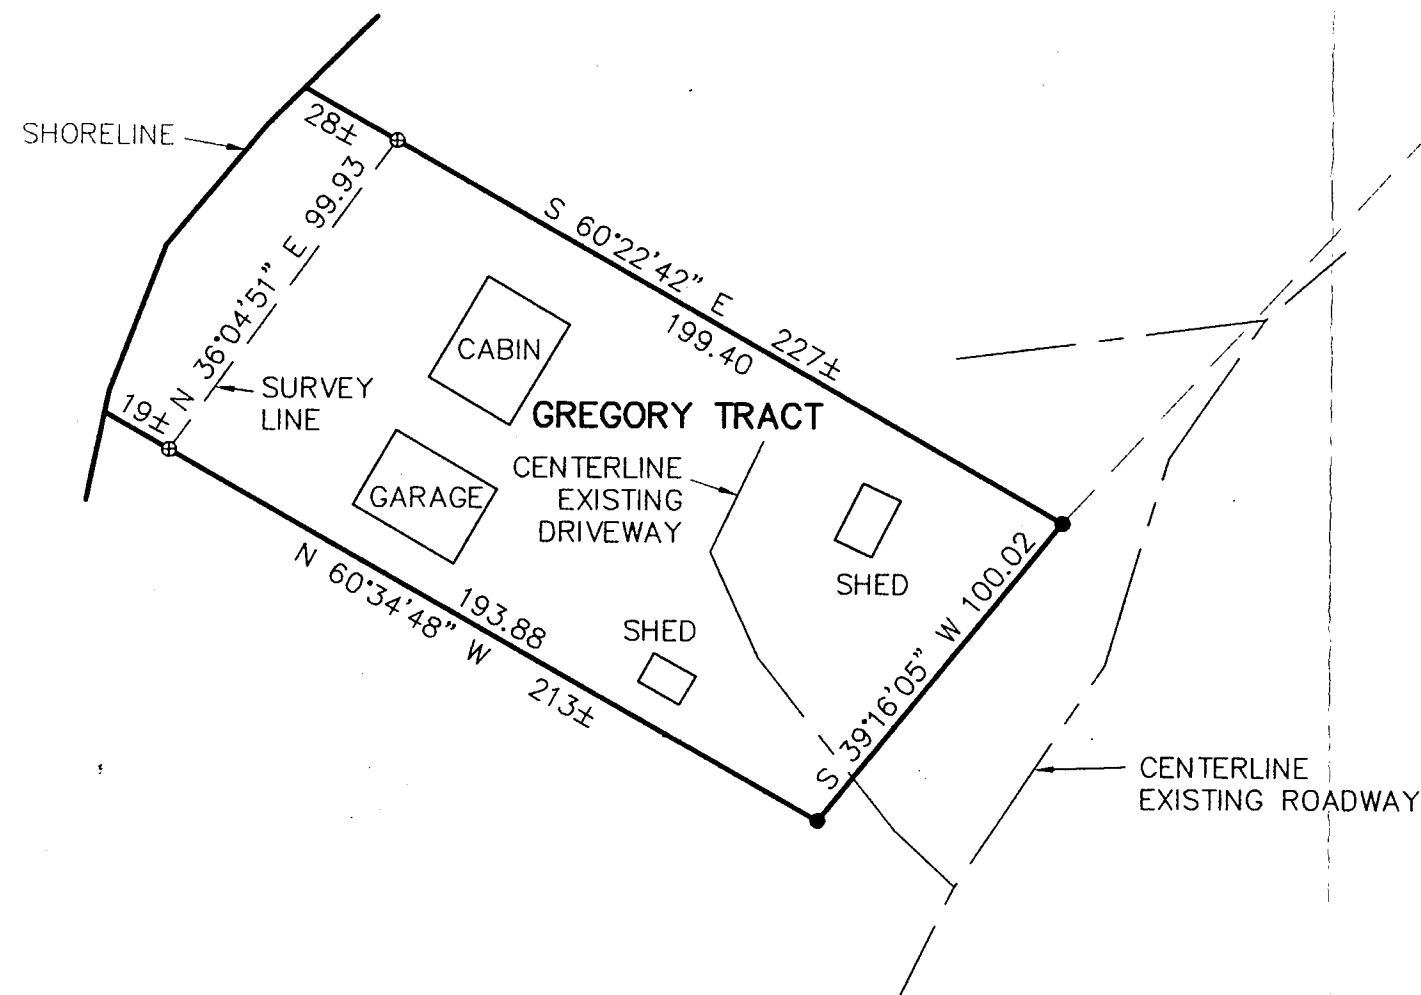 SHORELINE
28±
N 36°04'51" E 99.93
S 60°22'42" E
199.40
227±
CABIN
SURVEY
LINE
19±
GREGORY TRACT
CENTERLINE
EXISTING
DRIVEWAY
GARAGE
SHED
N 60°34'48" W
193.88
213±
SHED
S 39°16'05" W 100.02
CENTERLINE
EXISTING ROADWAY